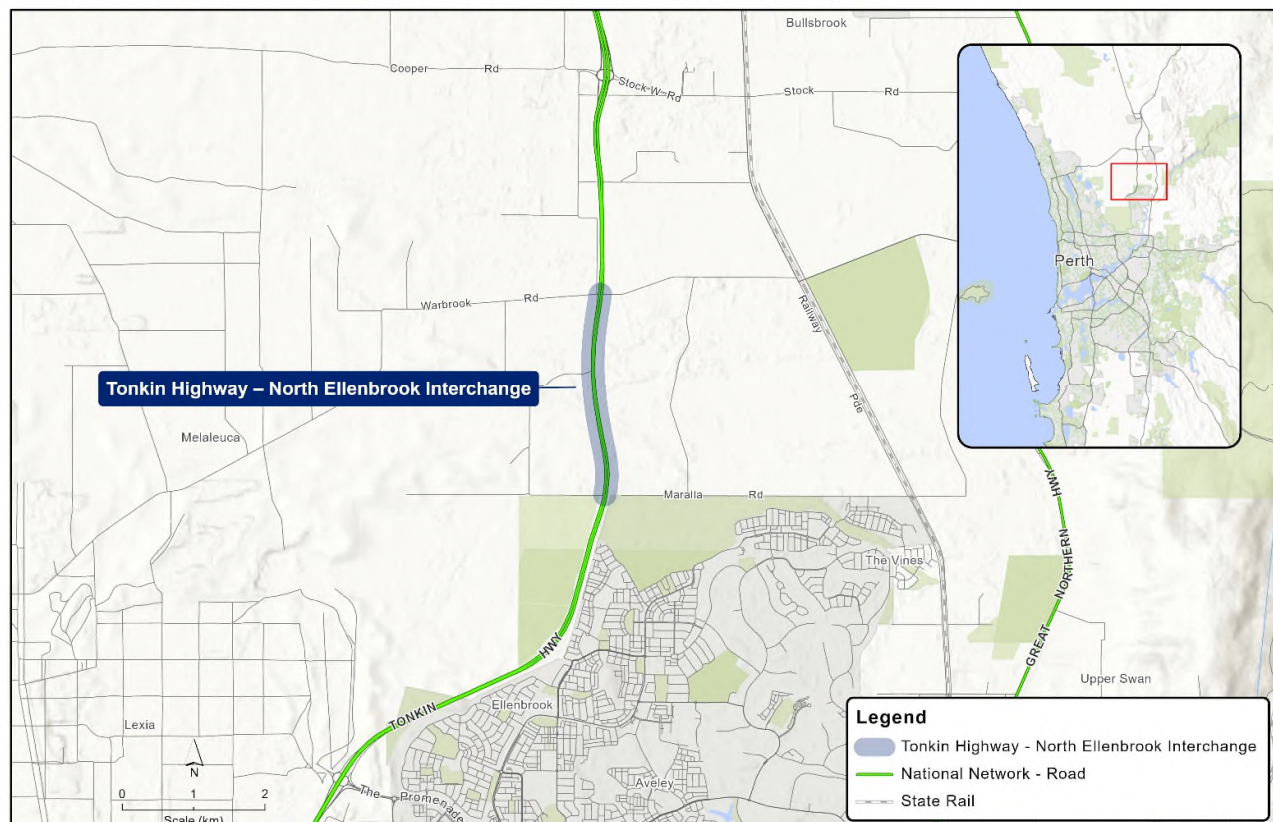 Bullsbrook
Cooper Rd
Stock W Rd
Stock Rd
Perth
Warbrook Rd
Railway Pde
Tonkin Highway – North Ellenbrook Interchange
Melaleuca
Maralla Rd
HWY
The Vines
GREAT NORTHERN
HWY
Upper Swan
Ellenbrook
TONKIN
Lexia
Aveley
The Promenade
N
0 1 2
Scale (km)
Legend
Tonkin Highway - North Ellenbrook Interchange
National Network - Road
State Rail